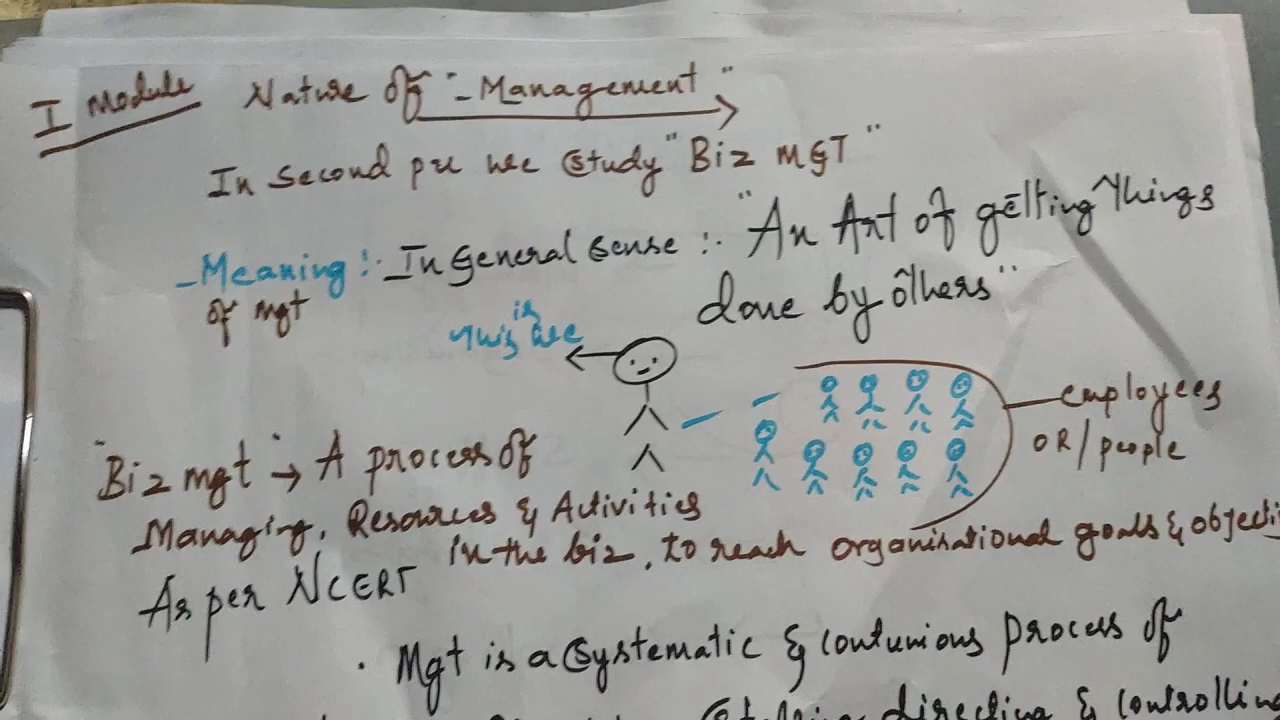 I Module Nature of "Management"
In Second pu we study "Biz MGT"
Meaning :- In General sense :- "An Art of getting things
of mgt
done by others"
is
This we
employees
OR/people
"Biz mgt" → A process of
Managing, Resources & Activities
in the biz, to reach organisational goals & objecti
As per NCERT
. Mgt is a systematic & contunious process of
directing & controlling